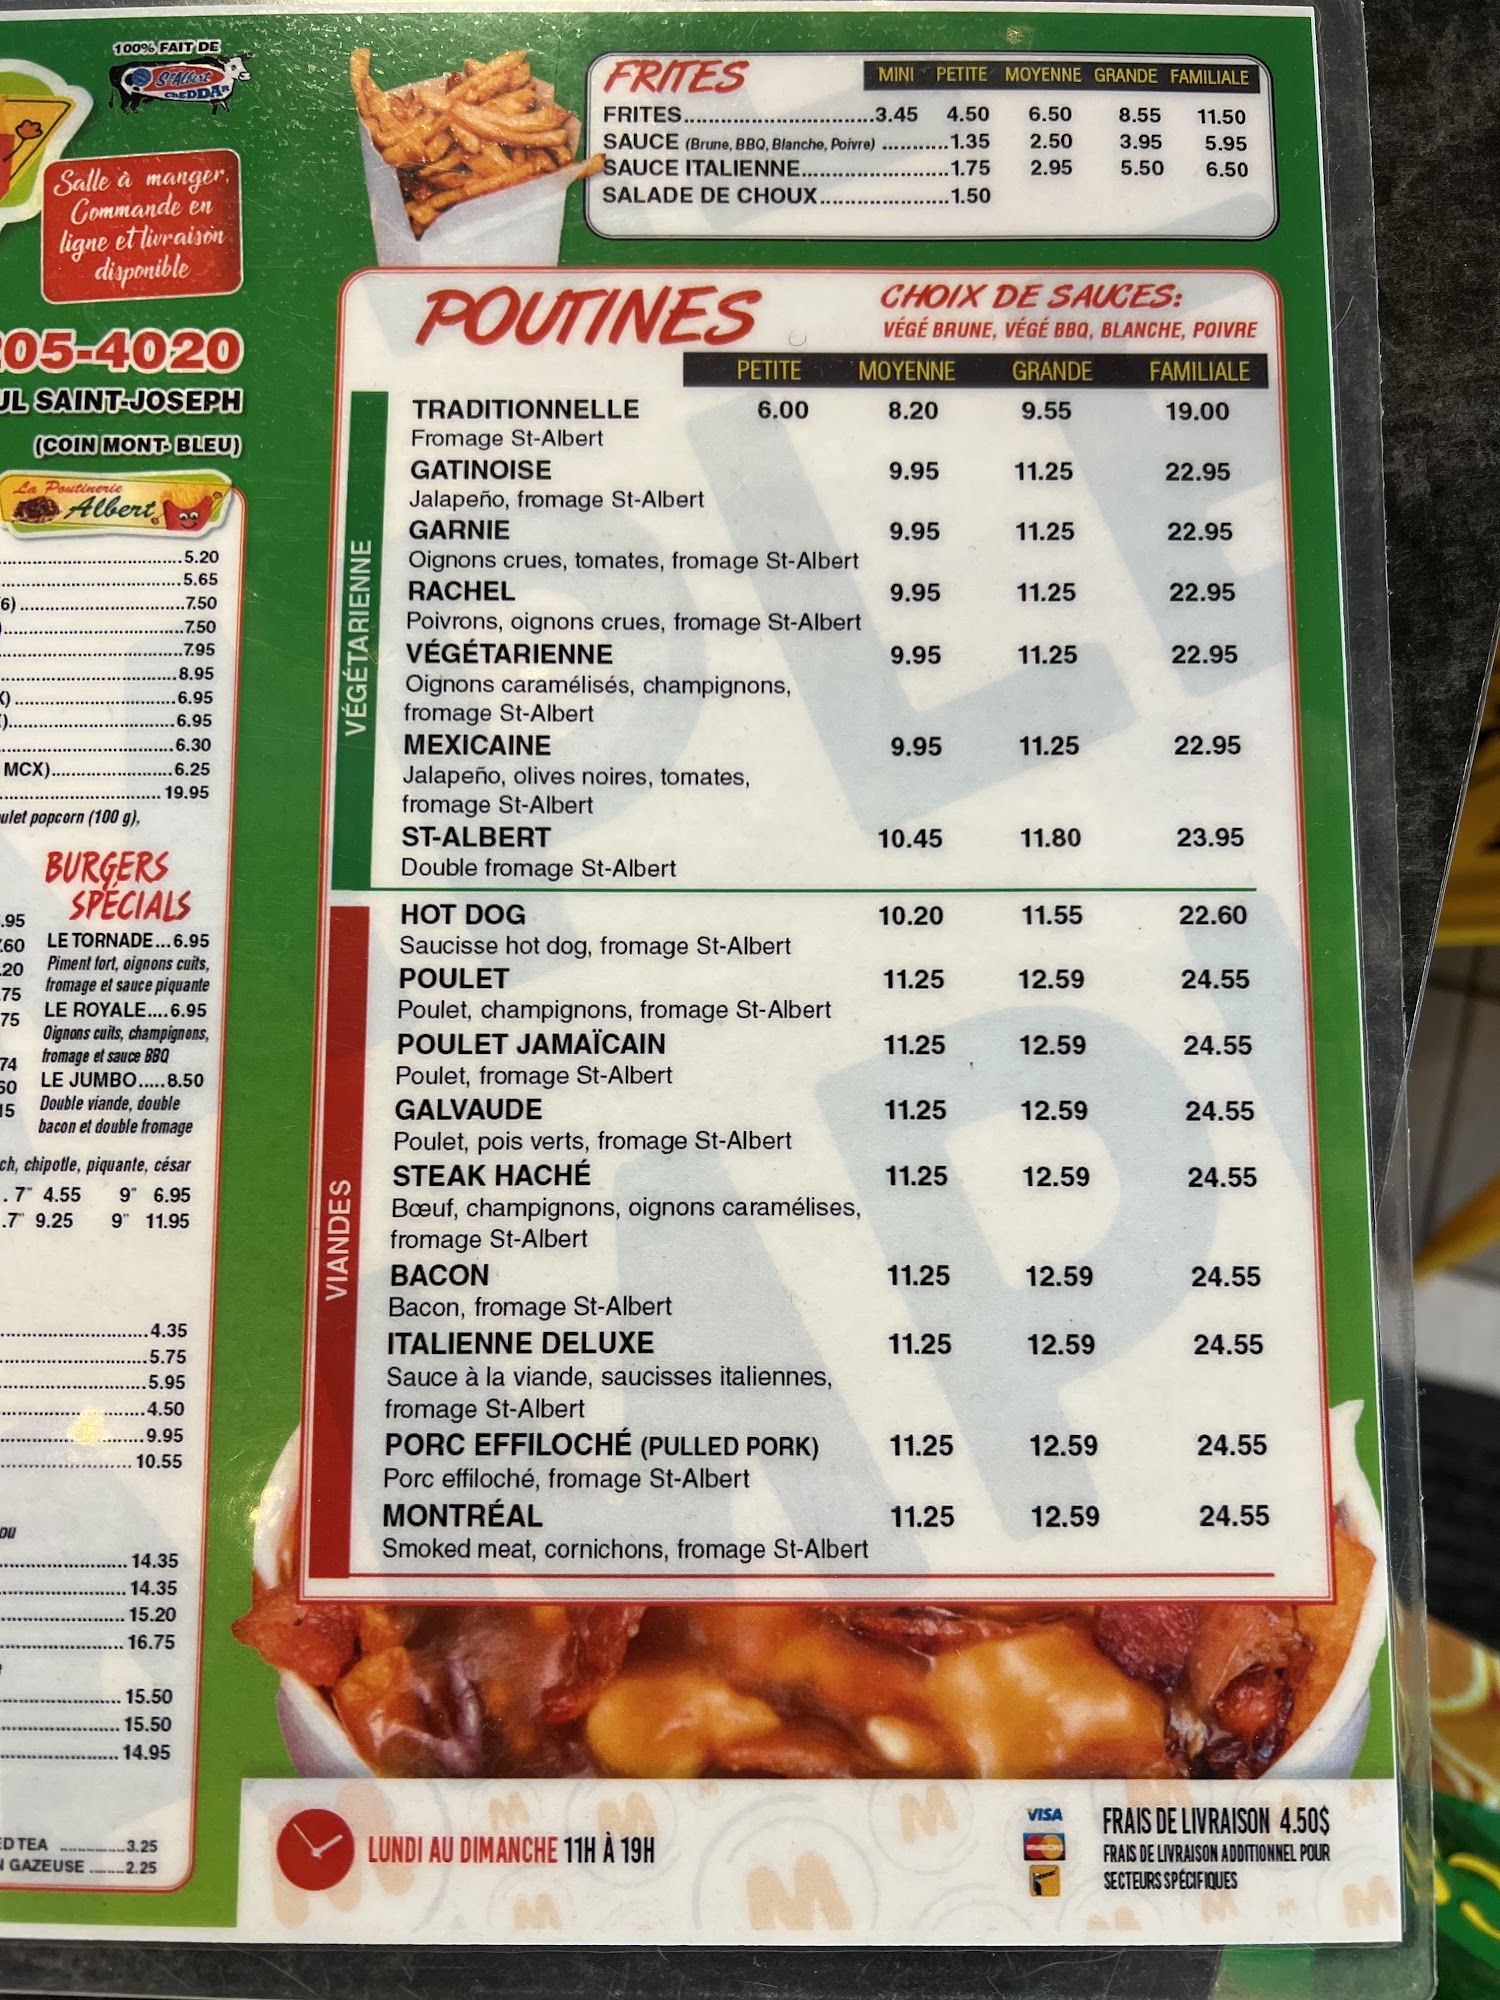 100% FAIT DE
St-Albert
CHEDDAR
Salle à manger,
Commande en
ligne et livraison
disponible
05-4020
SAINT-JOSEPH
(COIN MONT- BLEU)
La Poutinerie
Albert
5.20
5.65
6) 7.50
7.50
7.95
8.95
6.95
6.95
6.30
MCX) 6.25
19.95
popcorn (100 g),
BURGERS
SPÉCIALS
.95
60
20
75
75
74
60
15
LE TORNADE...6.95
Piment fort, oignons cuits,
fromage et sauce piquante
LE ROYALE....6.95
Oignons cuits, champignons,
fromage et sauce BBQ
LE JUMBO.....8.50
Double viande, double
bacon et double fromage
chipotle, piquante, césar
7" 4.55 9" 6.95
7" 9.25 9" 11.95
4.35
5.75
5.95
4.50
9.95
10.55
ou
14.35
14.35
15.20
16.75
15.50
15.50
14.95
TEA 3.25
GAZEUSE 2.25
FRITES MINI PETITE MOYENNE GRANDE FAMILIALE
FRITES 3.45 4.50 6.50 8.55 11.50
SAUCE (Brune, BBQ, Blanche, Poivre) 1.35 2.50 3.95 5.95
SAUCE ITALIENNE 1.75 2.95 5.50 6.50
SALADE DE CHOUX 1.50
POUTINES
CHOIX DE SAUCES:
VÉGÉ BRUNE, VÉGÉ BBQ, BLANCHE, POIVRE
PETITE MOYENNE GRANDE FAMILIALE
VÉGÉTARIENNE
TRADITIONNELLE 6.00 8.20 9.55 19.00
Fromage St-Albert
GATINOISE 9.95 11.25 22.95
Jalapeño, fromage St-Albert
GARNIE 9.95 11.25 22.95
Oignons crues, tomates, fromage St-Albert
RACHEL 9.95 11.25 22.95
Poivrons, oignons crues, fromage St-Albert
VÉGÉTARIENNE 9.95 11.25 22.95
Oignons caramélisés, champignons,
fromage St-Albert
MEXICAINE 9.95 11.25 22.95
Jalapeño, olives noires, tomates,
fromage St-Albert
ST-ALBERT 10.45 11.80 23.95
Double fromage St-Albert
VIANDES
HOT DOG 10.20 11.55 22.60
Saucisse hot dog, fromage St-Albert
POULET 11.25 12.59 24.55
Poulet, champignons, fromage St-Albert
POULET JAMAÏCAIN 11.25 12.59 24.55
Poulet, fromage St-Albert
GALVAUDE 11.25 12.59 24.55
Poulet, pois verts, fromage St-Albert
STEAK HACHÉ 11.25 12.59 24.55
Bœuf, champignons, oignons caramélises,
fromage St-Albert
BACON 11.25 12.59 24.55
Bacon, fromage St-Albert
ITALIENNE DELUXE 11.25 12.59 24.55
Sauce à la viande, saucisses italiennes,
fromage St-Albert
PORC EFFILOCHÉ (PULLED PORK) 11.25 12.59 24.55
Porc effiloché, fromage St-Albert
MONTRÉAL 11.25 12.59 24.55
Smoked meat, cornichons, fromage St-Albert
LUNDI AU DIMANCHE 11H À 19H
VISA
FRAIS DE LIVRAISON 4.50$
FRAIS DE LIVRAISON ADDITIONNEL POUR
SECTEURS SPÉCIFIQUES